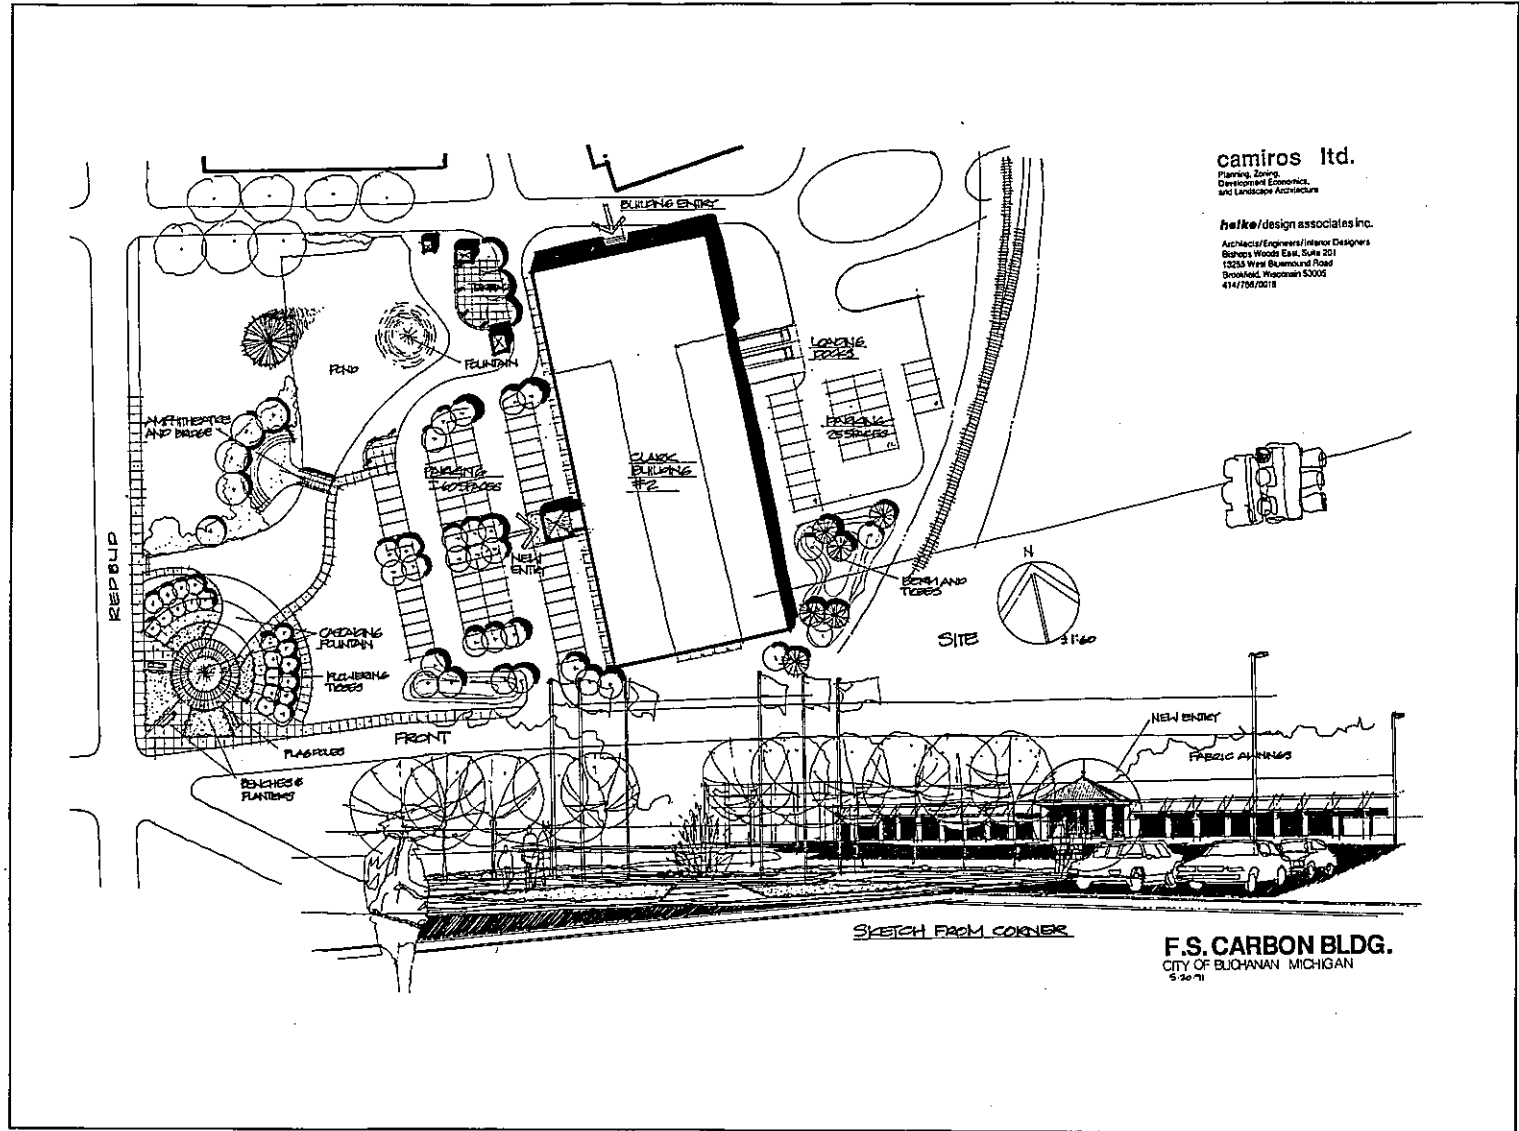 camiros ltd.
Planning, Zoning,
Development Economics,
and Landscape Architecture
helke/design associates inc.
Architects/Engineers/Interior Designers
Bishops Woods East, Suite 201
13255 West Bluemound Road
Brookfield, Wisconsin 53005
BUILDING ENTRY
LOADING
DOCKS
FOUNTAIN
POND
AMPHITHEATRE
AND BRIDGE
PARKING
25 SPACES
PARKING
CLARK
BUILDING
#2
NEW
ENTRY
REDBUD
BERM AND
TREES
N
SITE
CASCADING
FOUNTAIN
FLOWERING
TREES
FLAGPOLES
FRONT
BENCHES &
PLANTERS
NEW ENTRY
FABRIC AWNINGS
SKETCH FROM CORNER
F.S. CARBON BLDG.
CITY OF BUCHANAN MICHIGAN